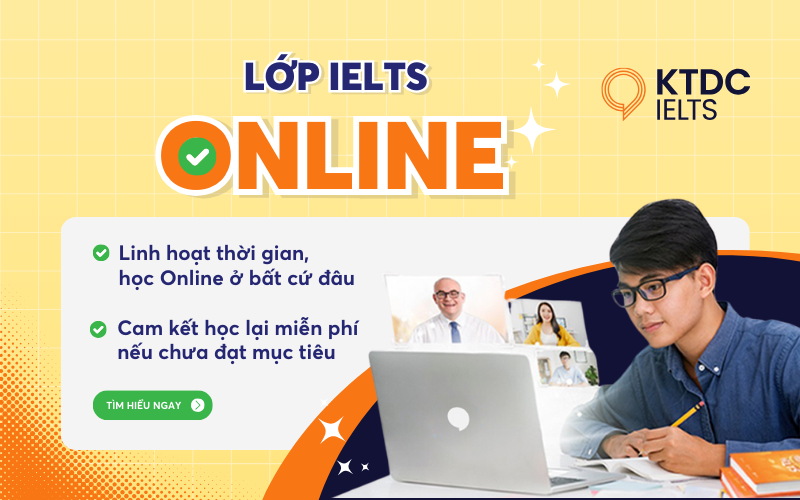 LỚP IELTS
KTDC
IELTS
ONLINE
Linh hoạt thời gian,
học Online ở bất cứ đâu
Cam kết học lại miễn phí
nếu chưa đạt mục tiêu
TÌM HIỂU NGAY